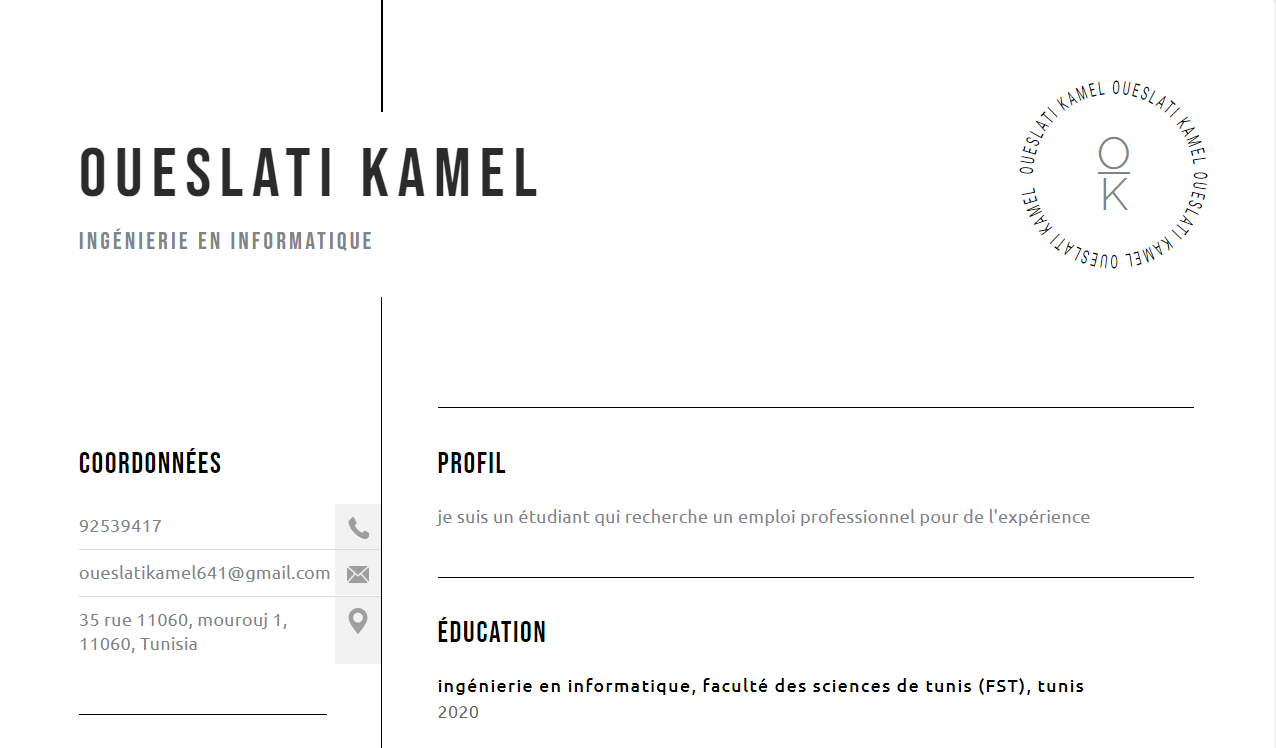 OUESLATI KAMEL
INGÉNIERIE EN INFORMATIQUE
OUESLATI KAMEL OUESLATI KAMEL OUESLATI KAMEL OUESLATI KAMEL
O
K
COORDONNÉES
92539417
oueslatikamel641@gmail.com
35 rue 11060, mourouj 1,
11060, Tunisia
PROFIL
je suis un étudiant qui recherche un emploi professionnel pour de l'expérience
ÉDUCATION
ingénierie en informatique, faculté des sciences de tunis (FST), tunis
2020